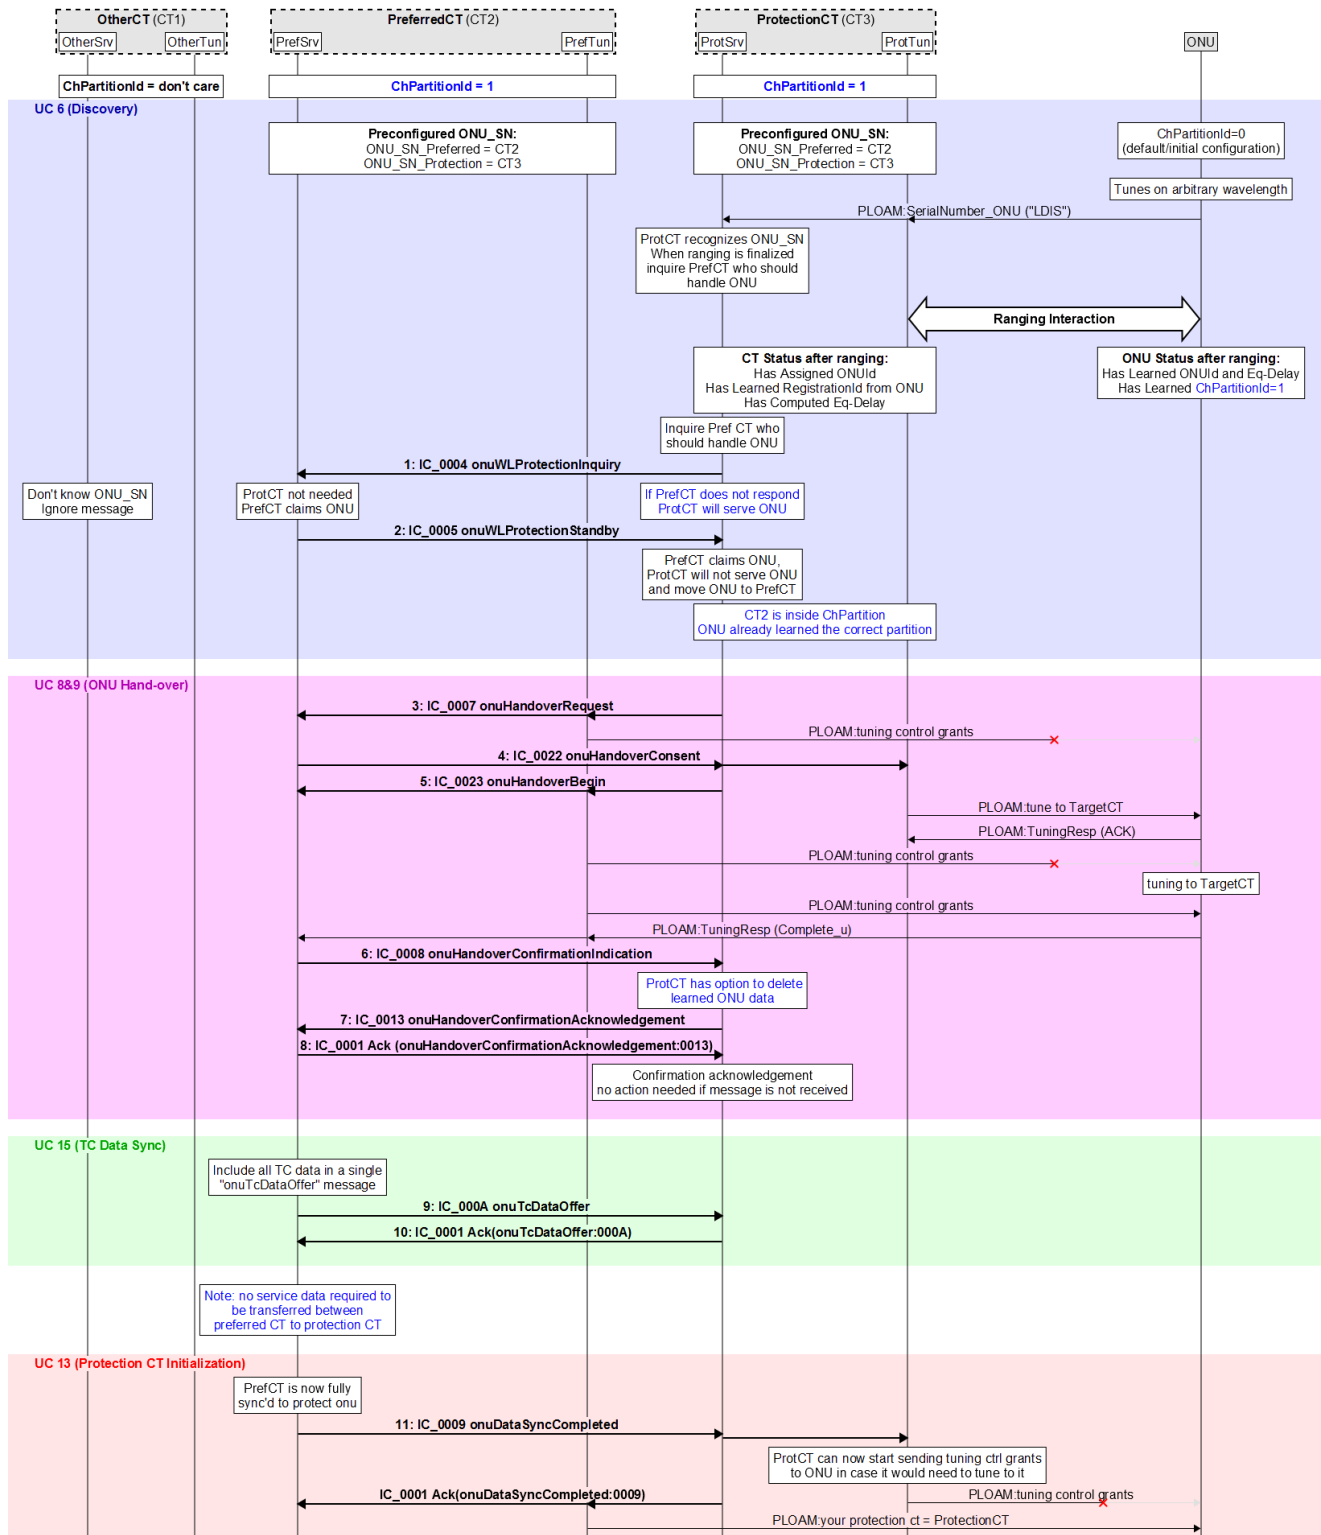 OtherCT (CT1)
PreferredCT (CT2)
ProtectionCT (CT3)
OtherSrv
OtherTun
PrefSrv
PrefTun
ProtSrv
ProtTun
ONU
ChPartitionId = don't care
ChPartitionId = 1
ChPartitionId = 1
UC 6 (Discovery)
Preconfigured ONU_SN:
ONU_SN_Preferred = CT2
ONU_SN_Protection = CT3
Preconfigured ONU_SN:
ONU_SN_Preferred = CT2
ONU_SN_Protection = CT3
ChPartitionId=0
(default/initial configuration)
Tunes on arbitrary wavelength
PLOAM:SerialNumber_ONU ("LDIS")
ProtCT recognizes ONU_SN
When ranging is finalized
inquire PrefCT who should
handle ONU
Ranging Interaction
CT Status after ranging:
Has Assigned ONUId
Has Learned RegistrationId from ONU
Has Computed Eq-Delay
ONU Status after ranging:
Has Learned ONUId and Eq-Delay
Has Learned ChPartitionId=1
Inquire Pref CT who
should handle ONU
1: IC_0004 onuWLProtectionInquiry
Don't know ONU_SN
Ignore message
ProtCT not needed
PrefCT claims ONU
If PrefCT does not respond
ProtCT will serve ONU
2: IC_0005 onuWLProtectionStandby
PrefCT claims ONU,
ProtCT will not serve ONU
and move ONU to PrefCT
CT2 is inside ChPartition
ONU already learned the correct partition
UC 8&9 (ONU Hand-over)
3: IC_0007 onuHandoverRequest
PLOAM:tuning control grants
4: IC_0022 onuHandoverConsent
5: IC_0023 onuHandoverBegin
PLOAM:tune to TargetCT
PLOAM:TuningResp (ACK)
PLOAM:tuning control grants
tuning to TargetCT
PLOAM:tuning control grants
PLOAM:TuningResp (Complete_u)
6: IC_0008 onuHandoverConfirmationIndication
ProtCT has option to delete
learned ONU data
7: IC_0013 onuHandoverConfirmationAcknowledgement
8: IC_0001 Ack (onuHandoverConfirmationAcknowledgement:0013)
Confirmation acknowledgement
no action needed if message is not received
UC 15 (TC Data Sync)
Include all TC data in a single
"onuTcDataOffer" message
9: IC_000A onuTcDataOffer
10: IC_0001 Ack(onuTcDataOffer:000A)
Note: no service data required to
be transferred between
preferred CT to protection CT
UC 13 (Protection CT Initialization)
PrefCT is now fully
sync'd to protect onu
11: IC_0009 onuDataSyncCompleted
ProtCT can now start sending tuning ctrl grants
to ONU in case it would need to tune to it
IC_0001 Ack(onuDataSyncCompleted:0009)
PLOAM:tuning control grants
PLOAM:your protection ct = ProtectionCT